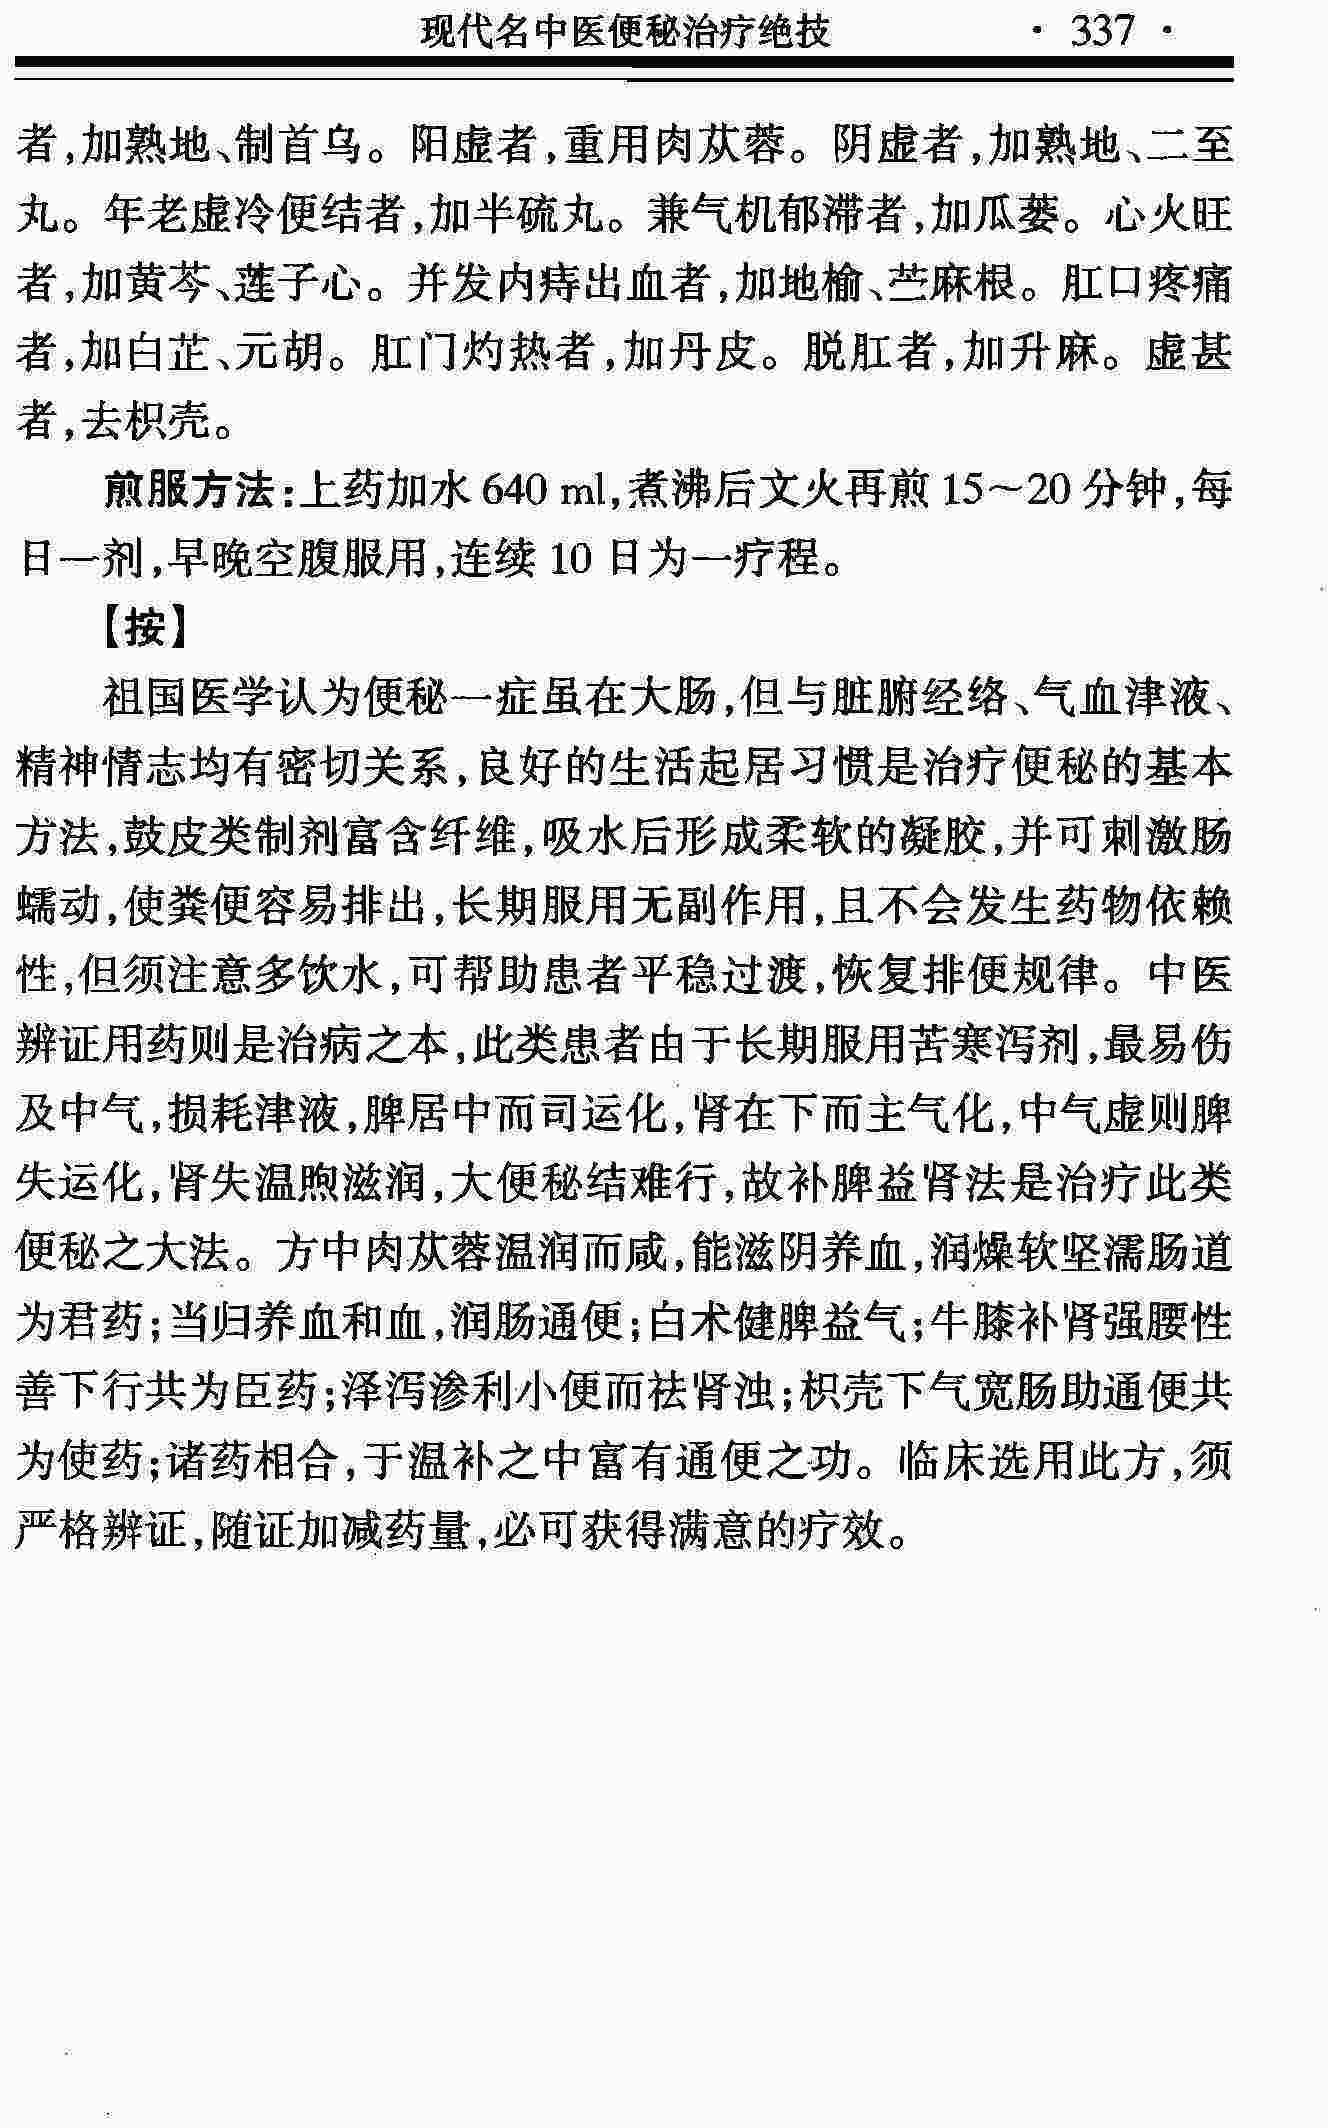 现代名中医便秘治疗绝技 · 337 ·
者,加熟地、制首乌。阳虚者,重用肉苁蓉。阴虚者,加熟地、二至
丸。年老虚冷便结者,加半硫丸。兼气机郁滞者,加瓜蒌。心火旺
者,加黄芩、莲子心。并发内痔出血者,加地榆、苎麻根。肛口疼痛
者,加白芷、元胡。肛门灼热者,加丹皮。脱肛者,加升麻。虚甚
者,去枳壳。
煎服方法:上药加水 640 ml,煮沸后文火再煎 15～20 分钟,每
日一剂,早晚空腹服用,连续 10 日为一疗程。
【按】
祖国医学认为便秘一症虽在大肠,但与脏腑经络、气血津液、
精神情志均有密切关系,良好的生活起居习惯是治疗便秘的基本
方法,鼓皮类制剂富含纤维,吸水后形成柔软的凝胶,并可刺激肠
蠕动,使粪便容易排出,长期服用无副作用,且不会发生药物依赖
性,但须注意多饮水,可帮助患者平稳过渡,恢复排便规律。中医
辨证用药则是治病之本,此类患者由于长期服用苦寒泻剂,最易伤
及中气,损耗津液,脾居中而司运化,肾在下而主气化,中气虚则脾
失运化,肾失温煦滋润,大便秘结难行,故补脾益肾法是治疗此类
便秘之大法。方中肉苁蓉温润而咸,能滋阴养血,润燥软坚濡肠道
为君药;当归养血和血,润肠通便;白术健脾益气;牛膝补肾强腰性
善下行共为臣药;泽泻渗利小便而祛肾浊;枳壳下气宽肠助通便共
为使药;诸药相合,于温补之中富有通便之功。临床选用此方,须
严格辨证,随证加减药量,必可获得满意的疗效。